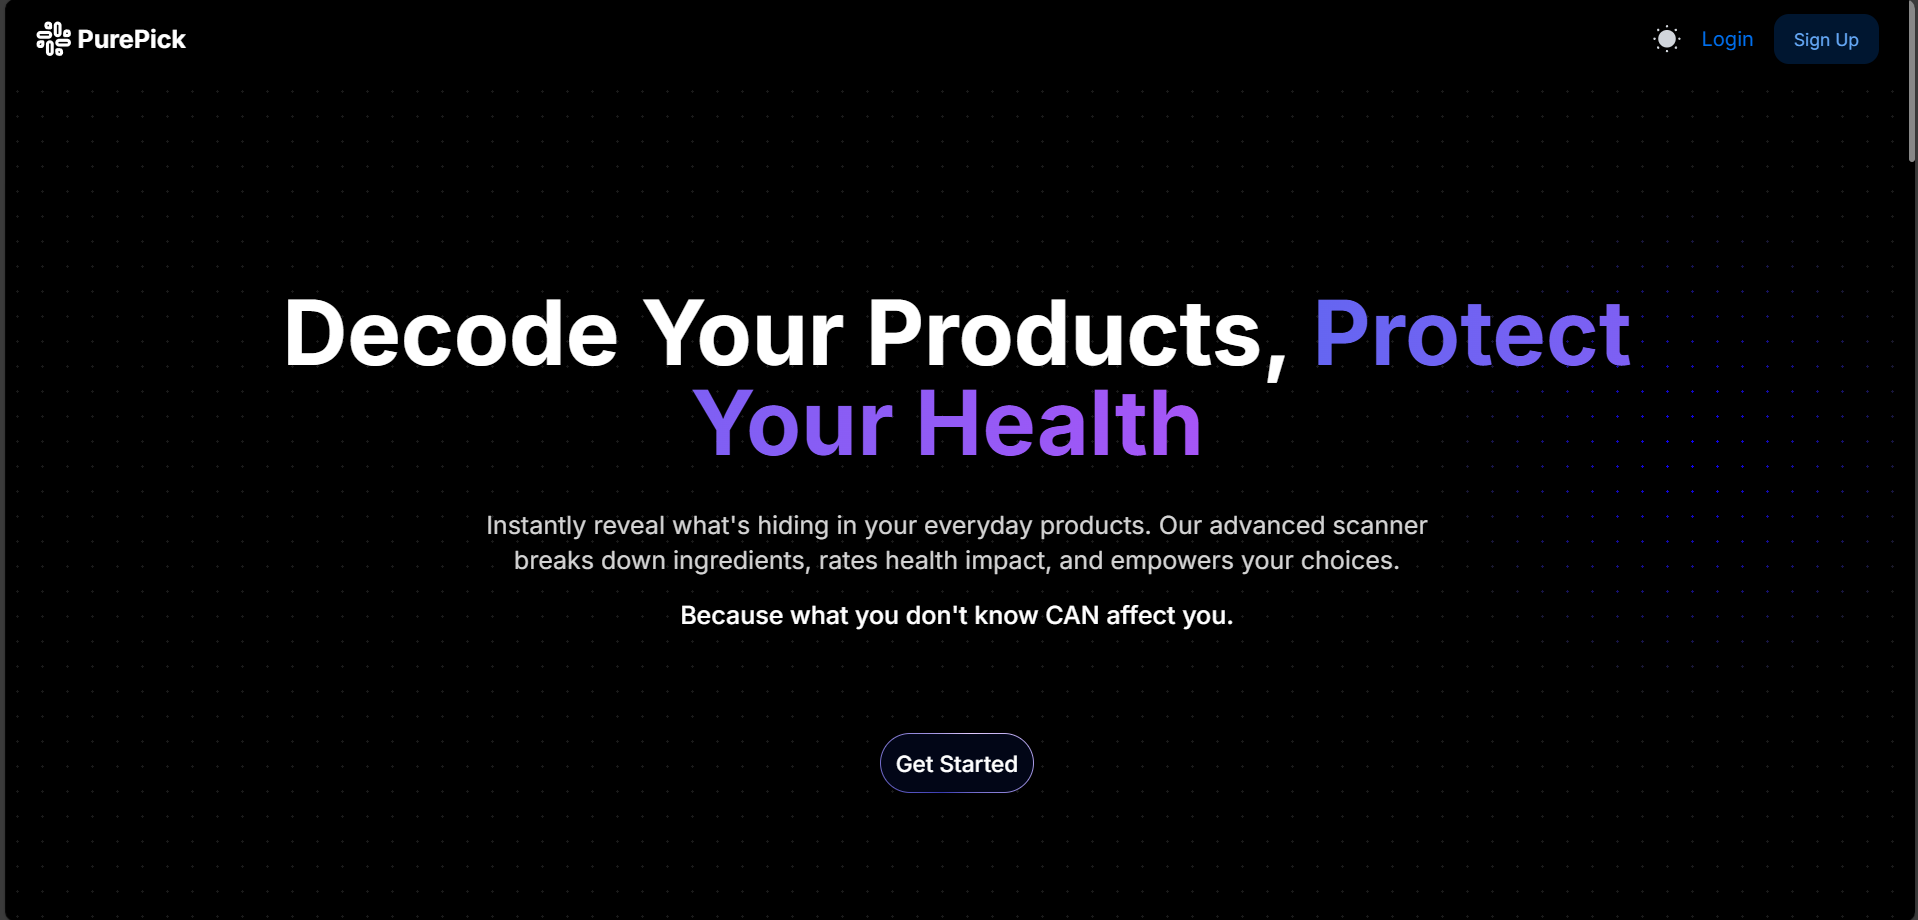 PurePick
Login
Sign Up
Decode Your Products, Protect
Your Health
Instantly reveal what's hiding in your everyday products. Our advanced scanner
breaks down ingredients, rates health impact, and empowers your choices.
Because what you don't know CAN affect you.
Get Started